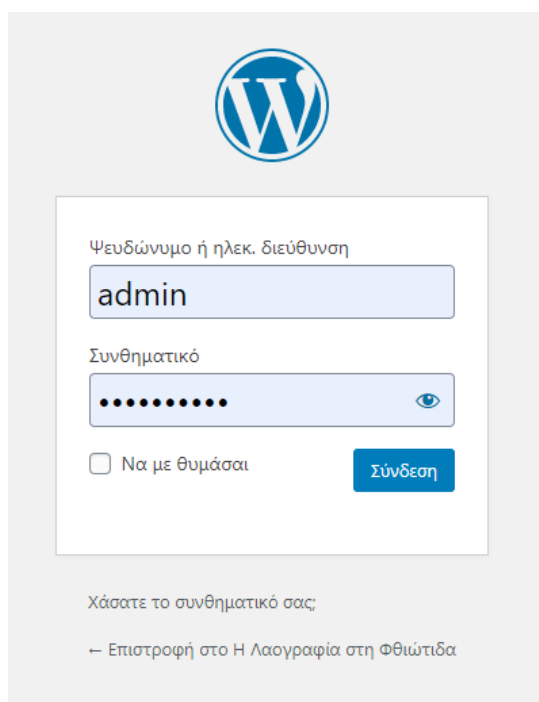 Ψευδώνυμο ή ηλεκ. διεύθυνση
admin
Συνθηματικό
••••••••••
Να με θυμάσαι
Σύνδεση
Χάσατε το συνθηματικό σας;
← Επιστροφή στο Η Λαογραφία στη Φθιώτιδα